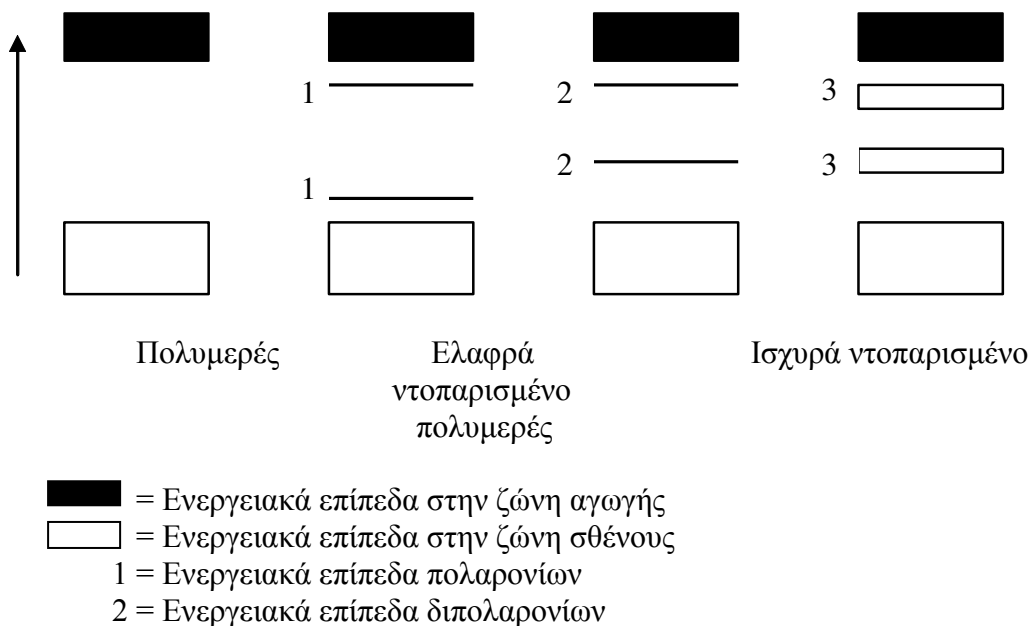 1
2
3
1
2
3
Πολυμερές
Ελαφρά
ντοπαρισμένο
πολυμερές
Ισχυρά ντοπαρισμένο
= Ενεργειακά επίπεδα στην ζώνη αγωγής
= Ενεργειακά επίπεδα στην ζώνη σθένους
1 = Ενεργειακά επίπεδα πολαρονίων
2 = Ενεργειακά επίπεδα διπολαρονίων